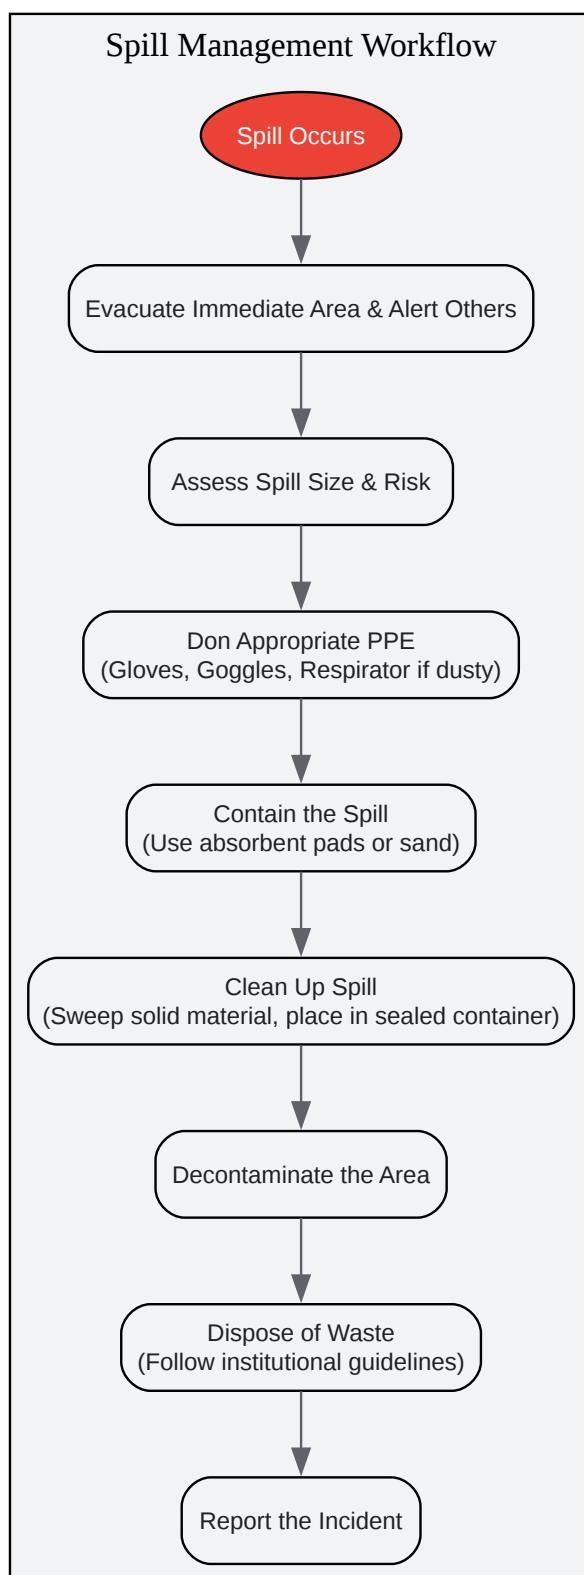 Spill Management Workflow
Spill Occurs
Evacuate Immediate Area & Alert Others
Assess Spill Size & Risk
Don Appropriate PPE
(Gloves, Goggles, Respirator if dusty)
Contain the Spill
(Use absorbent pads or sand)
Clean Up Spill
(Sweep solid material, place in sealed container)
Decontaminate the Area
Dispose of Waste
(Follow institutional guidelines)
Report the Incident